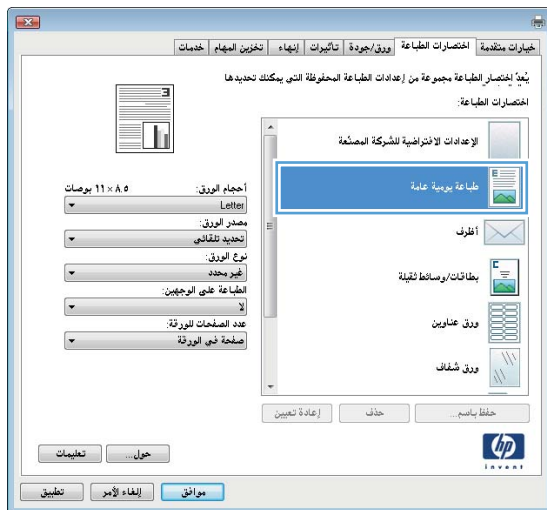 خيارات متقدمة
اختصارات الطباعة
ورق/جودة
تأثيرات
إنهاء
تخزين المهام
خدمات
يُعدّ اختصار الطباعة مجموعة من إعدادات الطباعة المحفوظة التي يمكنك تحديدها
اختصارات الطباعة:
الإعدادات الافتراضية للشركة المصنّعة
طباعة يومية عامة
أظرف
بطاقات/وسائط ثقيلة
ورق عناوين
ورق شفاف
أحجام الورق:
٨.٥ × ١١ بوصات
Letter
مصدر الورق:
تحديد تلقائي
نوع الورق:
غير محدد
الطباعة على الوجهين:
لا
عدد الصفحات للورقة:
صفحة في الورقة
حفظ باسم...
حذف
إعادة تعيين
hp
invent
حول...
تعليمات
موافق
إلغاء الأمر
تطبيق